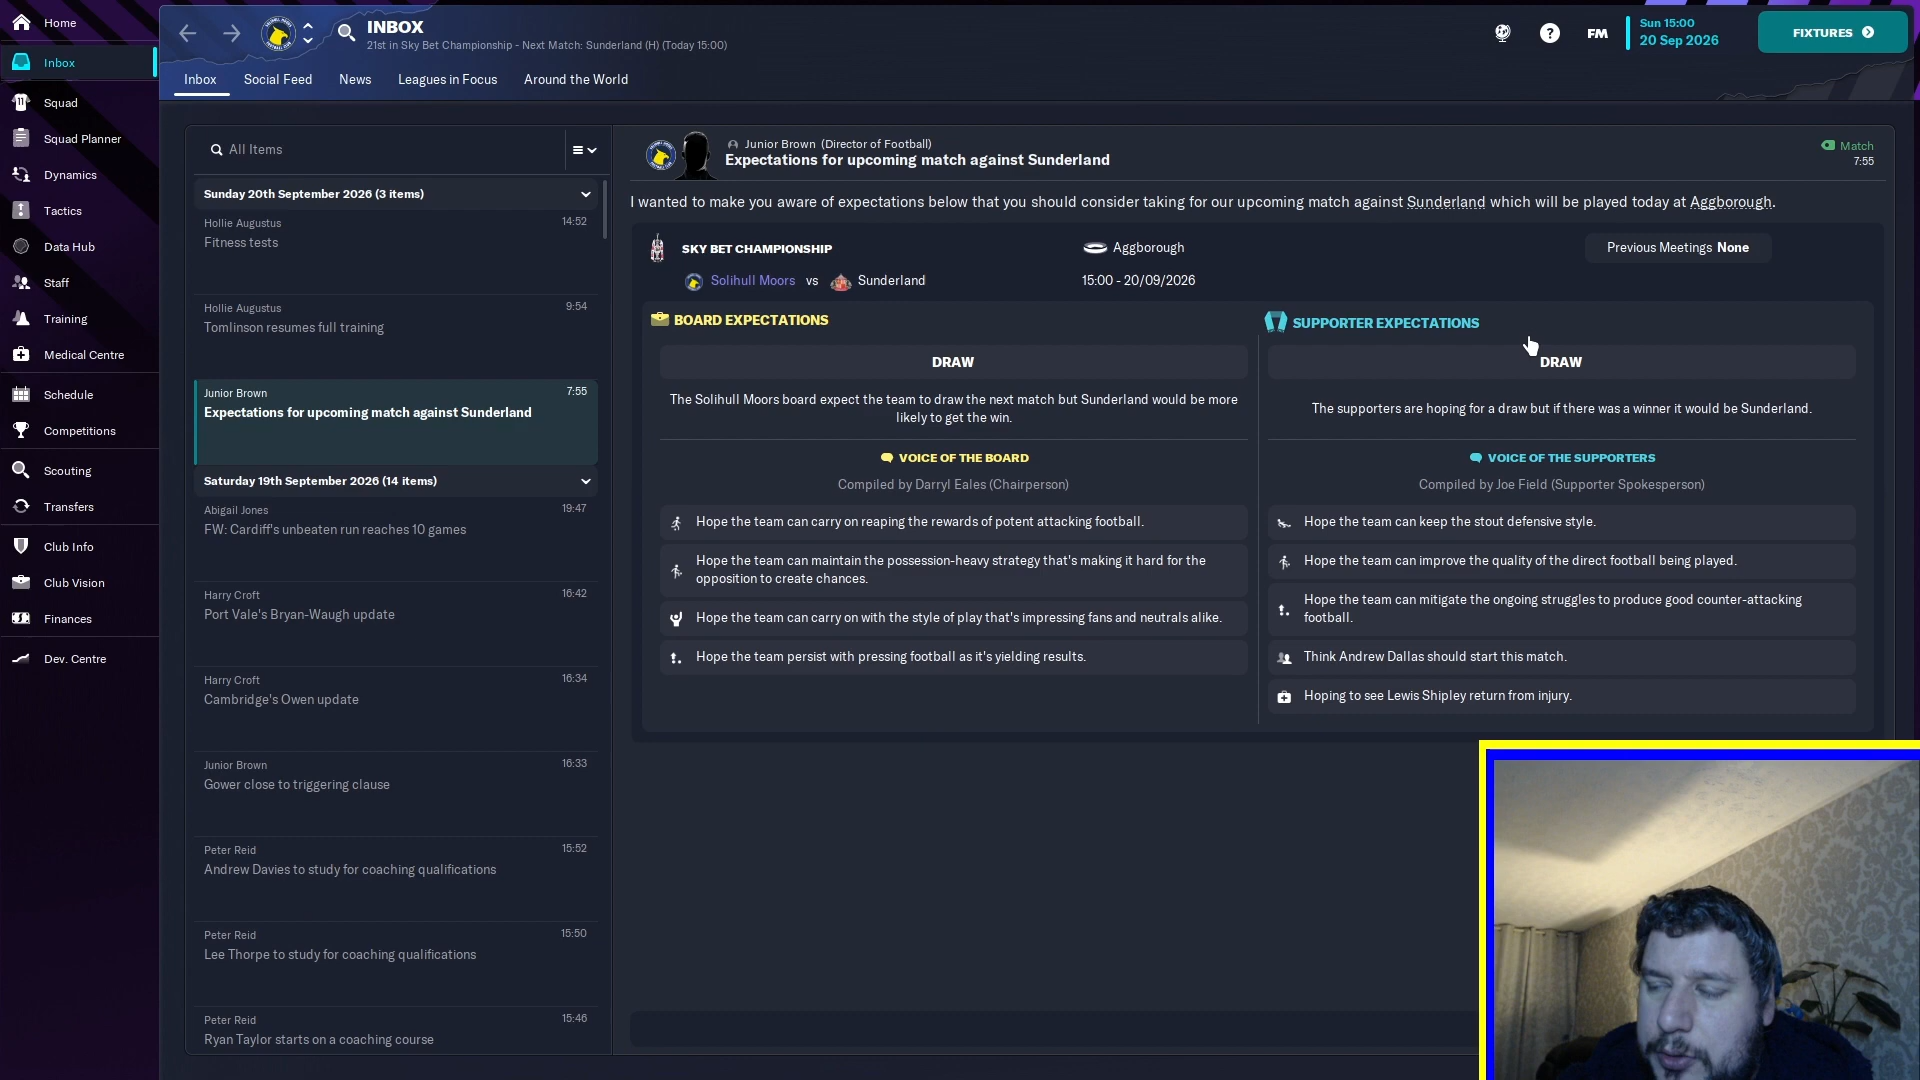 Home
Inbox
Squad
Squad Planner
Dynamics
Tactics
Data Hub
Staff
Training
Medical Centre
Schedule
Competitions
Scouting
Transfers
Club Info
Club Vision
Finances
Dev. Centre
INBOX
21st in Sky Bet Championship - Next Match: Sunderland (H) (Today 15:00)
FM
Sun 15:00
20 Sep 2026
FIXTURES
Inbox
Social Feed
News
Leagues in Focus
Around the World
All Items
Sunday 20th September 2026 (3 items)
Hollie Augustus 14:52
Fitness tests
Hollie Augustus 9:54
Tomlinson resumes full training
Junior Brown 7:55
Expectations for upcoming match against Sunderland
Saturday 19th September 2026 (14 items)
Abigail Jones 19:47
FW: Cardiff's unbeaten run reaches 10 games
Harry Croft 16:42
Port Vale's Bryan-Waugh update
Harry Croft 16:34
Cambridge's Owen update
Junior Brown 16:33
Gower close to triggering clause
Peter Reid 15:52
Andrew Davies to study for coaching qualifications
Peter Reid 15:50
Lee Thorpe to study for coaching qualifications
Peter Reid 15:46
Ryan Taylor starts on a coaching course
Junior Brown (Director of Football)
Expectations for upcoming match against Sunderland
Match
7:55
I wanted to make you aware of expectations below that you should consider taking for our upcoming match against Sunderland which will be played today at Aggborough.
SKY BET CHAMPIONSHIP
Aggborough
Previous Meetings None
Solihull Moors vs Sunderland
15:00 - 20/09/2026
BOARD EXPECTATIONS
DRAW
The Solihull Moors board expect the team to draw the next match but Sunderland would be more
likely to get the win.
VOICE OF THE BOARD
Compiled by Darryl Eales (Chairperson)
Hope the team can carry on reaping the rewards of potent attacking football.
Hope the team can maintain the possession-heavy strategy that's making it hard for the
opposition to create chances.
Hope the team can carry on with the style of play that's impressing fans and neutrals alike.
Hope the team persist with pressing football as it's yielding results.
SUPPORTER EXPECTATIONS
DRAW
The supporters are hoping for a draw but if there was a winner it would be Sunderland.
VOICE OF THE SUPPORTERS
Compiled by Joe Field (Supporter Spokesperson)
Hope the team can keep the stout defensive style.
Hope the team can improve the quality of the direct football being played.
Hope the team can mitigate the ongoing struggles to produce good counter-attacking
football.
Think Andrew Dallas should start this match.
Hoping to see Lewis Shipley return from injury.